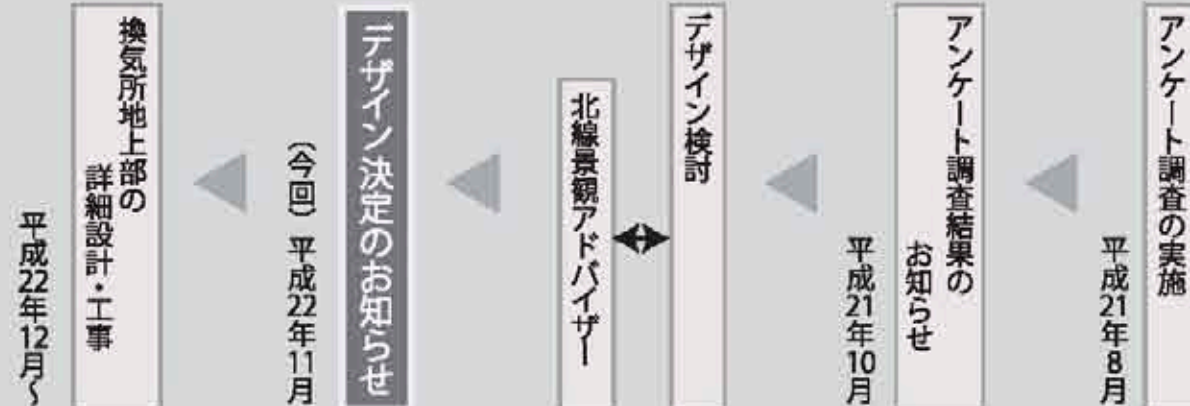 アンケート調査の実施
平成21年8月
アンケート調査結果の
お知らせ
平成21年10月
デザイン検討
北線景観アドバイザー
デザイン決定のお知らせ
(今回) 平成22年11月
換気所地上部の
詳細設計・工事
平成22年12月～